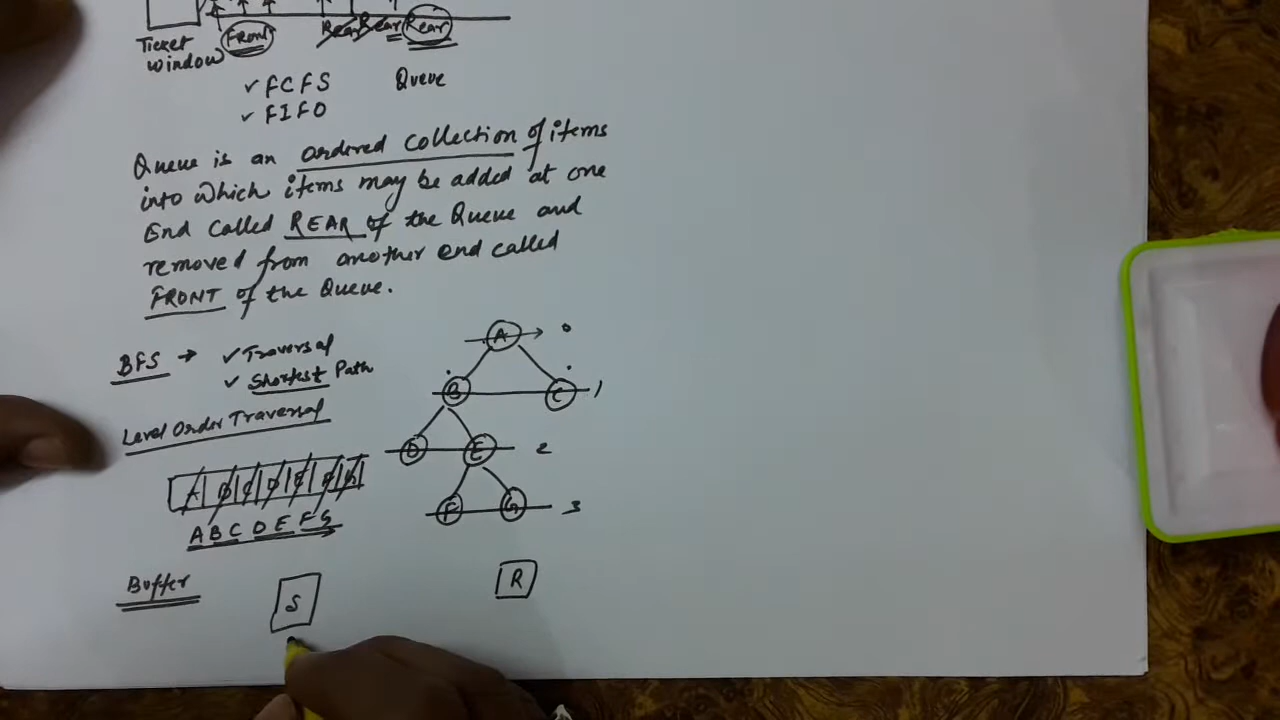 Ticket window
Front Rear Rear Rear
✓ FCFS Queue
✓ FIFO
Queue is an ordered collection of items
into which items may be added at one
End called REAR of the Queue and
removed from another end called
FRONT of the Queue.
BFS → ✓ Traversal
✓ Shortest Path
Level Order Traversal
A 0
B C 1
D E 2
F G 3
A B C D E F G
Buffer S R